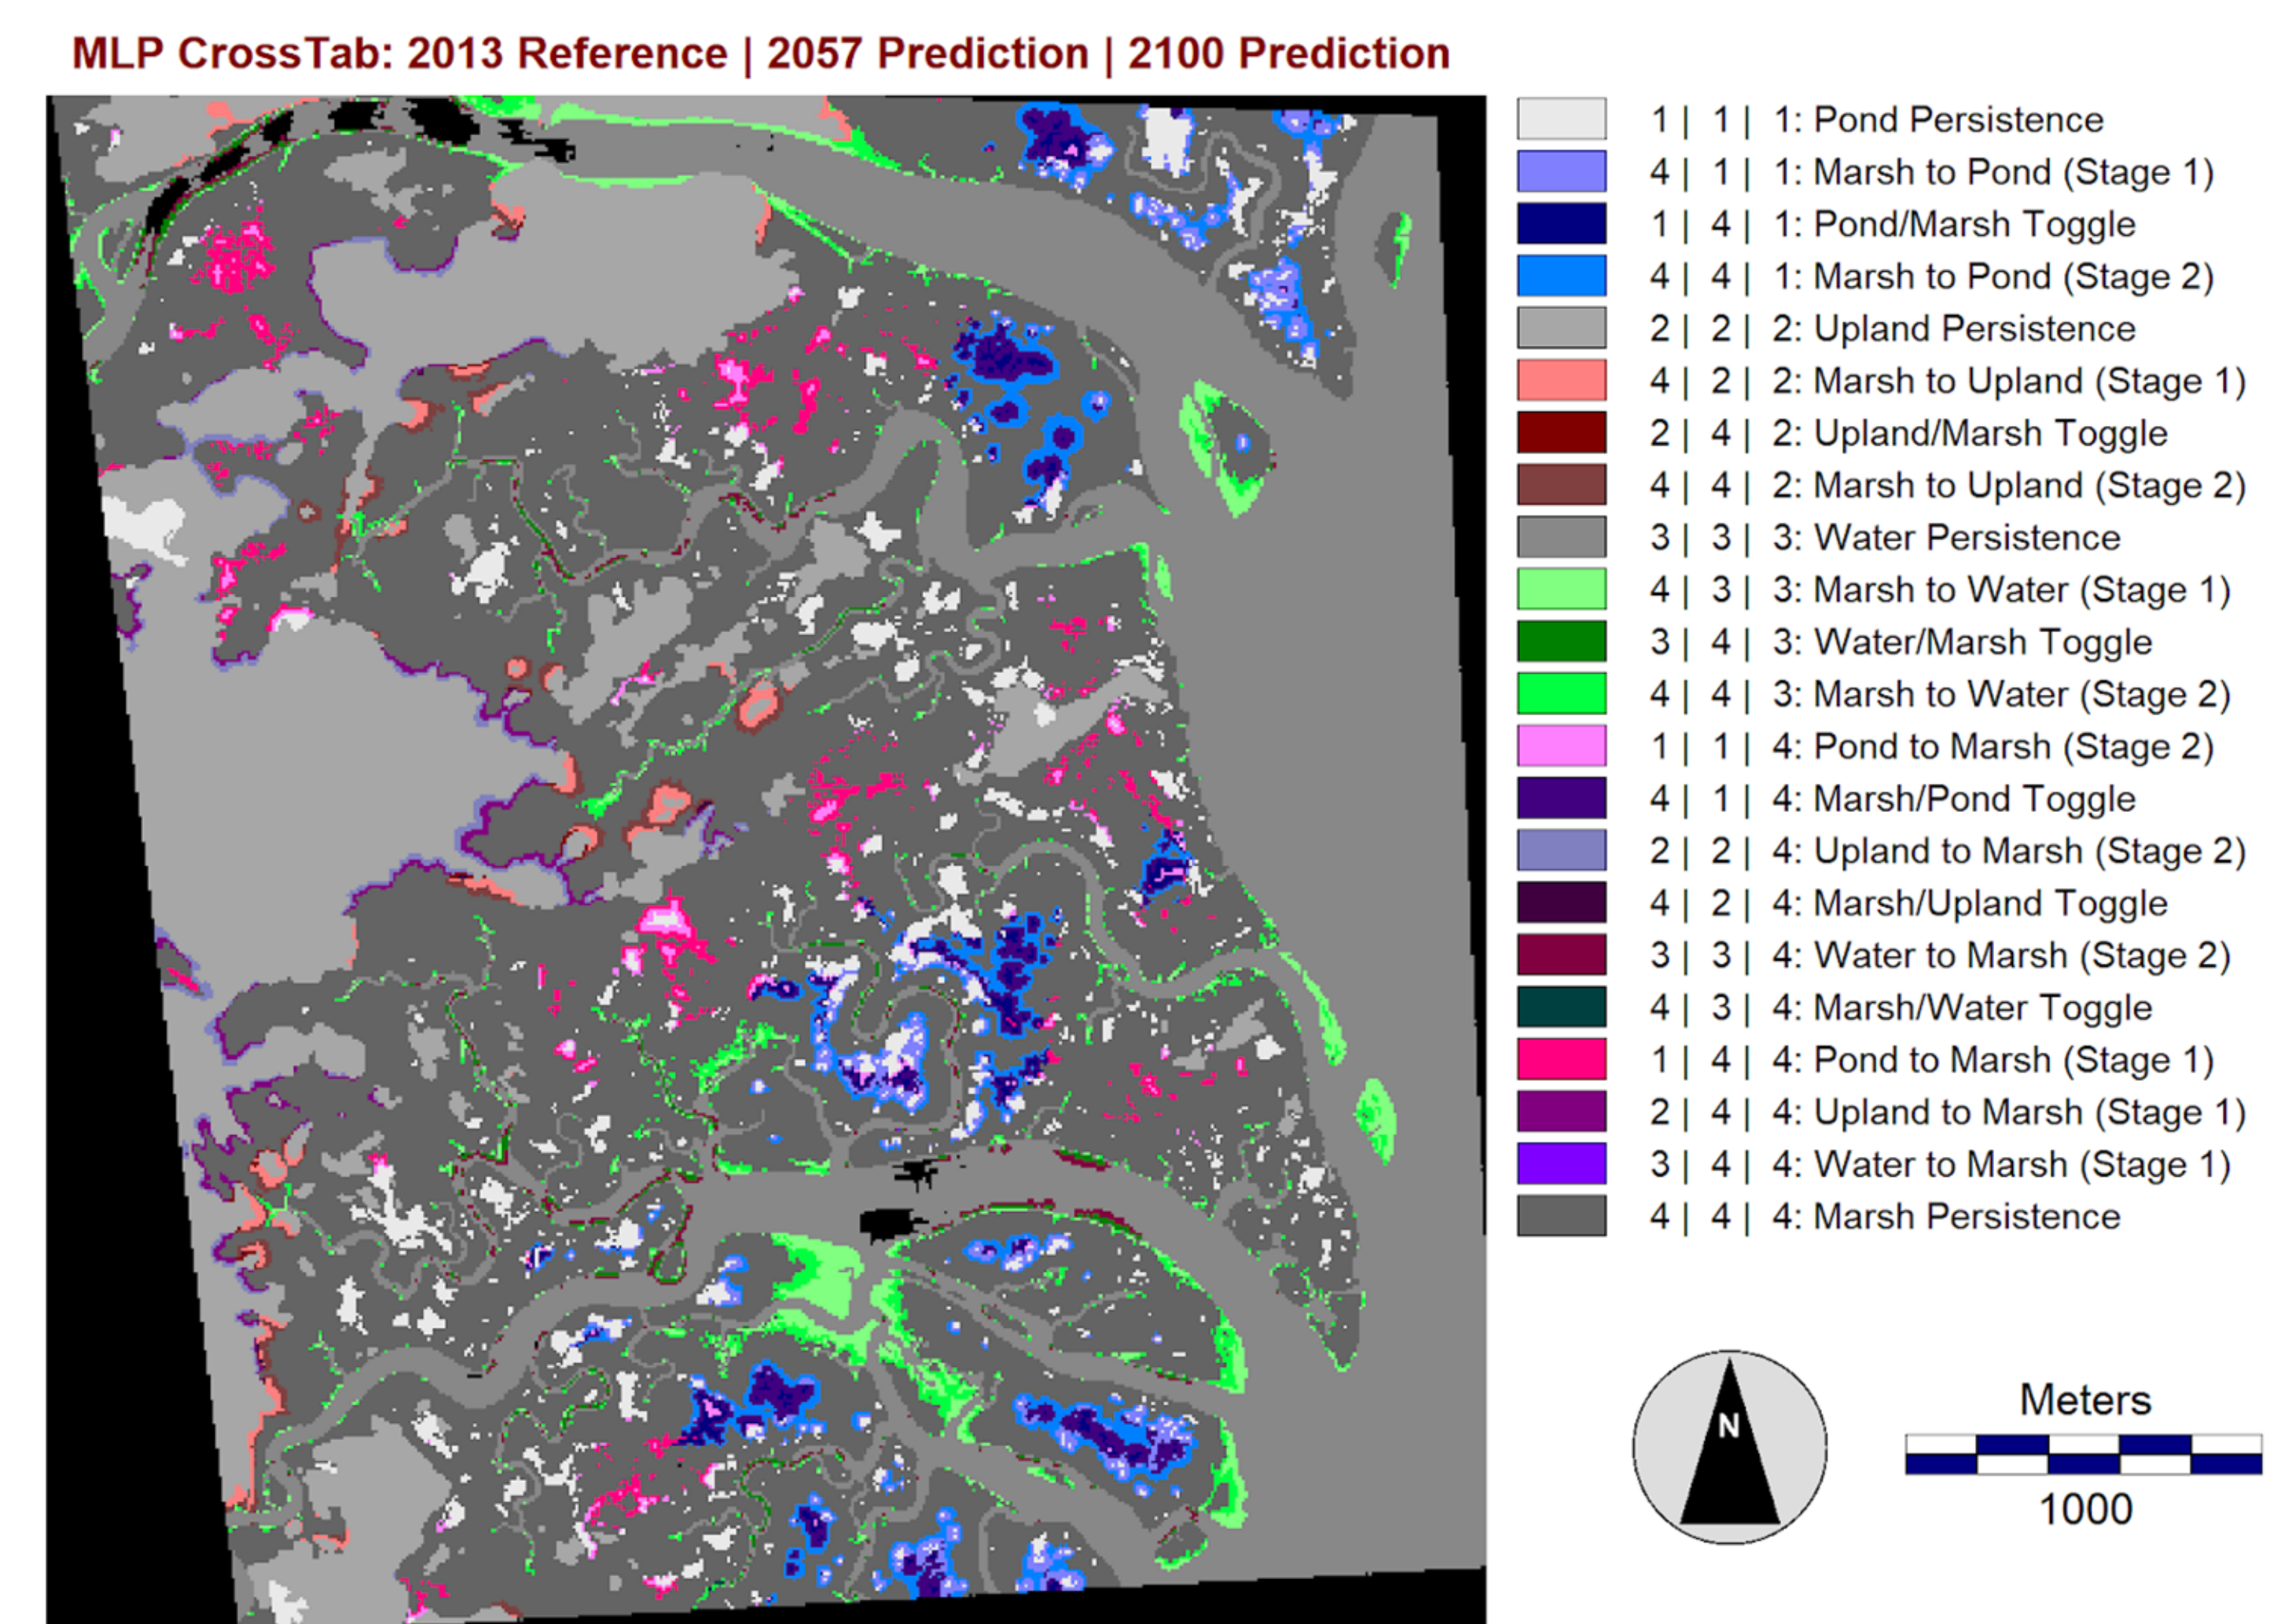 MLP CrossTab: 2013 Reference | 2057 Prediction | 2100 Prediction
1 | 1 | 1: Pond Persistence
4 | 1 | 1: Marsh to Pond (Stage 1)
1 | 4 | 1: Pond/Marsh Toggle
4 | 4 | 1: Marsh to Pond (Stage 2)
2 | 2 | 2: Upland Persistence
4 | 2 | 2: Marsh to Upland (Stage 1)
2 | 4 | 2: Upland/Marsh Toggle
4 | 4 | 2: Marsh to Upland (Stage 2)
3 | 3 | 3: Water Persistence
4 | 3 | 3: Marsh to Water (Stage 1)
3 | 4 | 3: Water/Marsh Toggle
4 | 4 | 3: Marsh to Water (Stage 2)
1 | 1 | 4: Pond to Marsh (Stage 2)
4 | 1 | 4: Marsh/Pond Toggle
2 | 2 | 4: Upland to Marsh (Stage 2)
4 | 2 | 4: Marsh/Upland Toggle
3 | 3 | 4: Water to Marsh (Stage 2)
4 | 3 | 4: Marsh/Water Toggle
1 | 4 | 4: Pond to Marsh (Stage 1)
2 | 4 | 4: Upland to Marsh (Stage 1)
3 | 4 | 4: Water to Marsh (Stage 1)
4 | 4 | 4: Marsh Persistence
N
Meters
1000